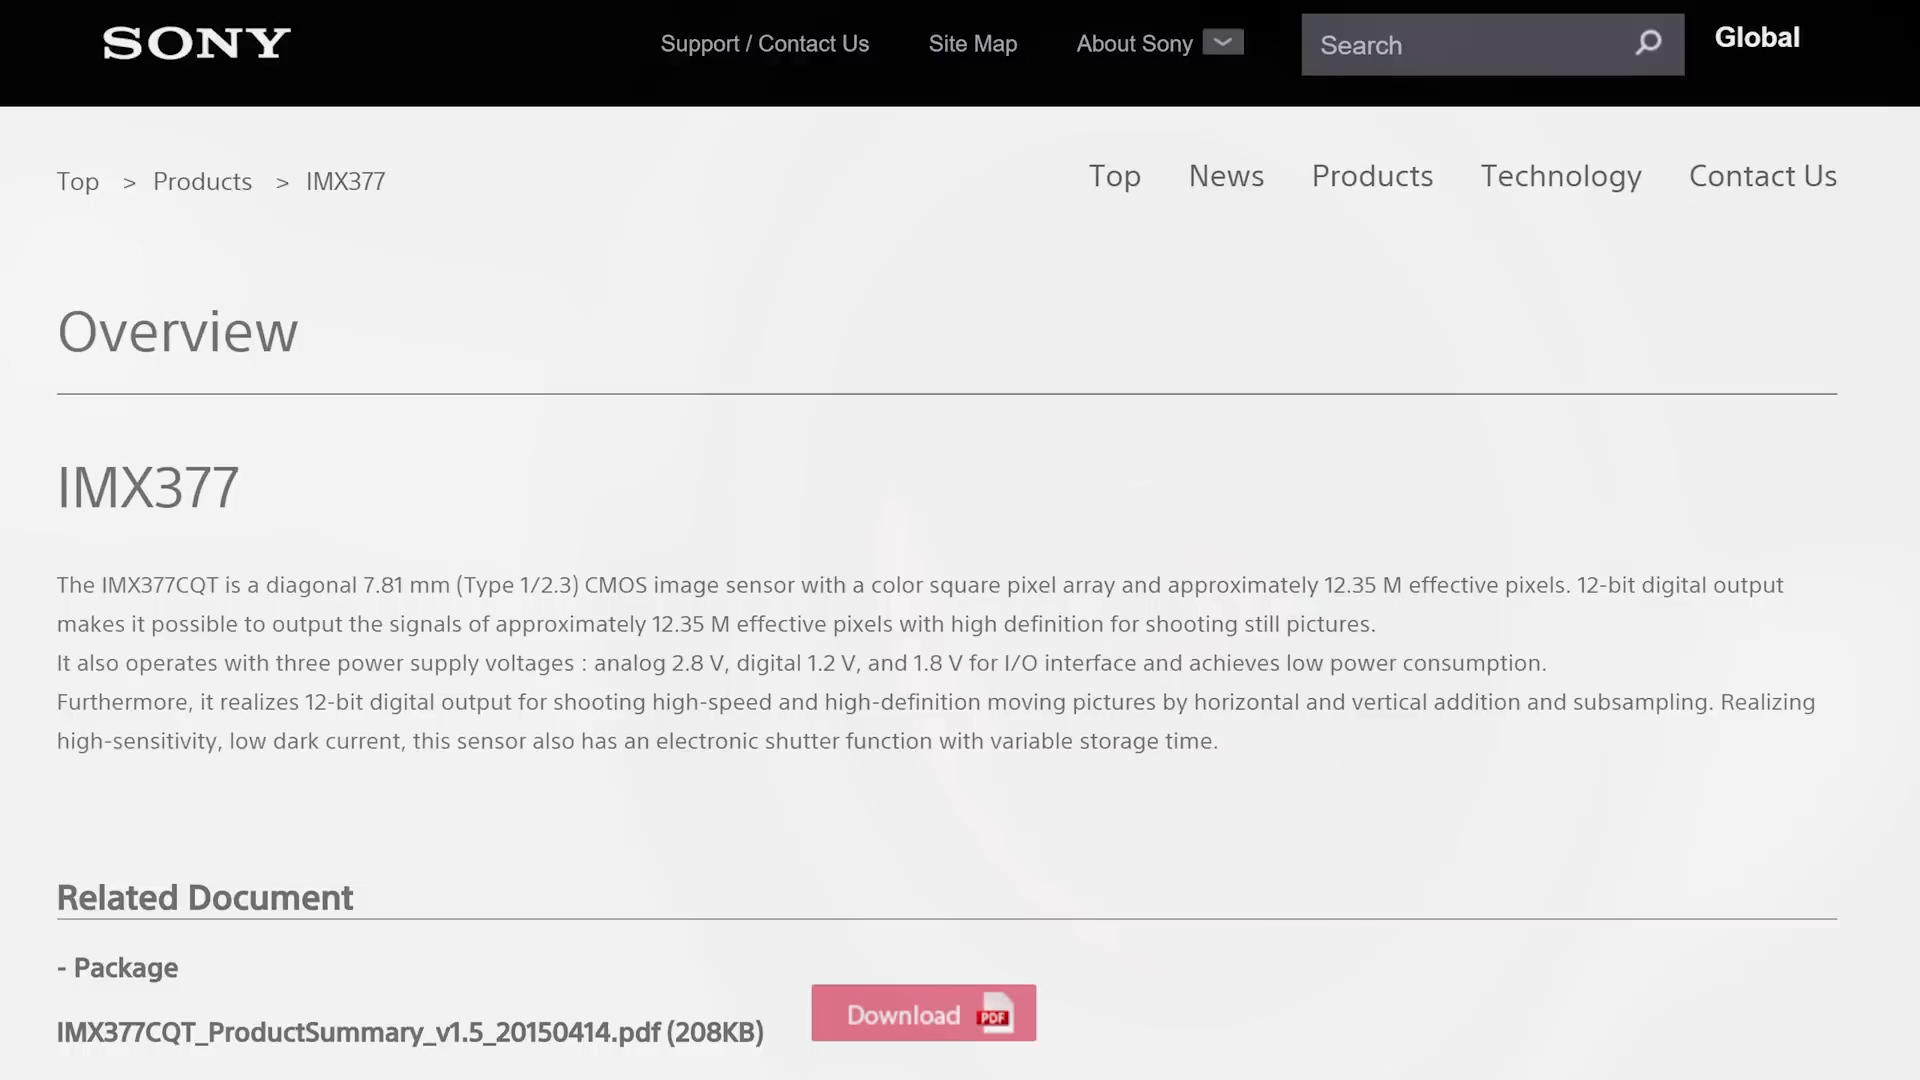 SONY
Support / Contact Us
Site Map
About Sony
Search
Global
Top > Products > IMX377
Top
News
Products
Technology
Contact Us
Overview
IMX377
The IMX377CQT is a diagonal 7.81 mm (Type 1/2.3) CMOS image sensor with a color square pixel array and approximately 12.35 M effective pixels. 12-bit digital output
makes it possible to output the signals of approximately 12.35 M effective pixels with high definition for shooting still pictures.
It also operates with three power supply voltages : analog 2.8 V, digital 1.2 V, and 1.8 V for I/O interface and achieves low power consumption.
Furthermore, it realizes 12-bit digital output for shooting high-speed and high-definition moving pictures by horizontal and vertical addition and subsampling. Realizing
high-sensitivity, low dark current, this sensor also has an electronic shutter function with variable storage time.
Related Document
- Package
IMX377CQT_ProductSummary_v1.5_20150414.pdf (208KB)
Download
PDF